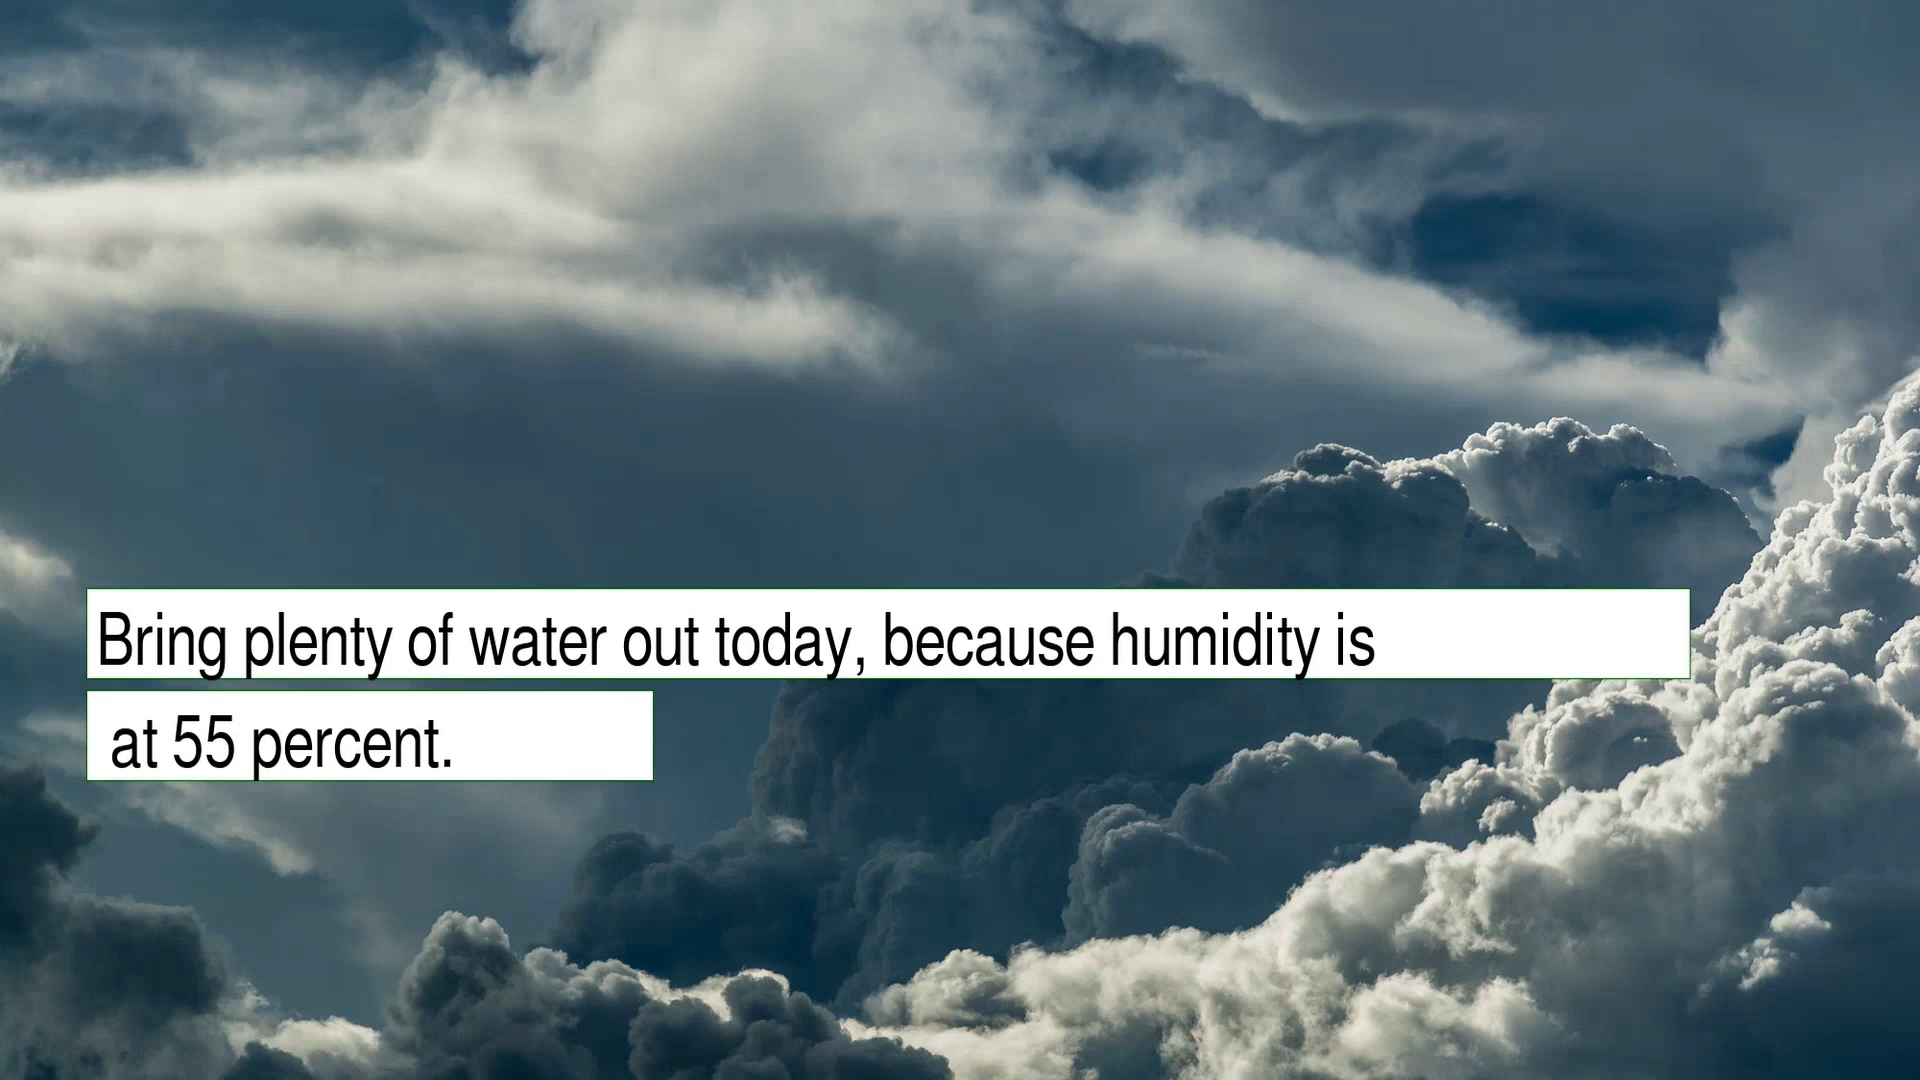 Bring plenty of water out today, because humidity is
at 55 percent.